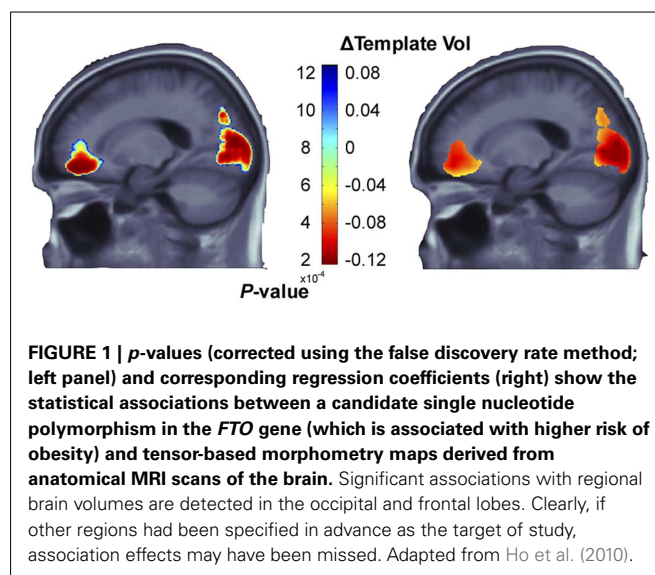 ΔTemplate Vol
12 0.08
10 0.04
8 0
6 -0.04
4 -0.08
2 -0.12
×10⁻⁴
P-value
FIGURE 1 | p-values (corrected using the false discovery rate method;
left panel) and corresponding regression coefficients (right) show the
statistical associations between a candidate single nucleotide
polymorphism in the FTO gene (which is associated with higher risk of
obesity) and tensor-based morphometry maps derived from
anatomical MRI scans of the brain. Significant associations with regional
brain volumes are detected in the occipital and frontal lobes. Clearly, if
other regions had been specified in advance as the target of study,
association effects may have been missed. Adapted from Ho et al. (2010).